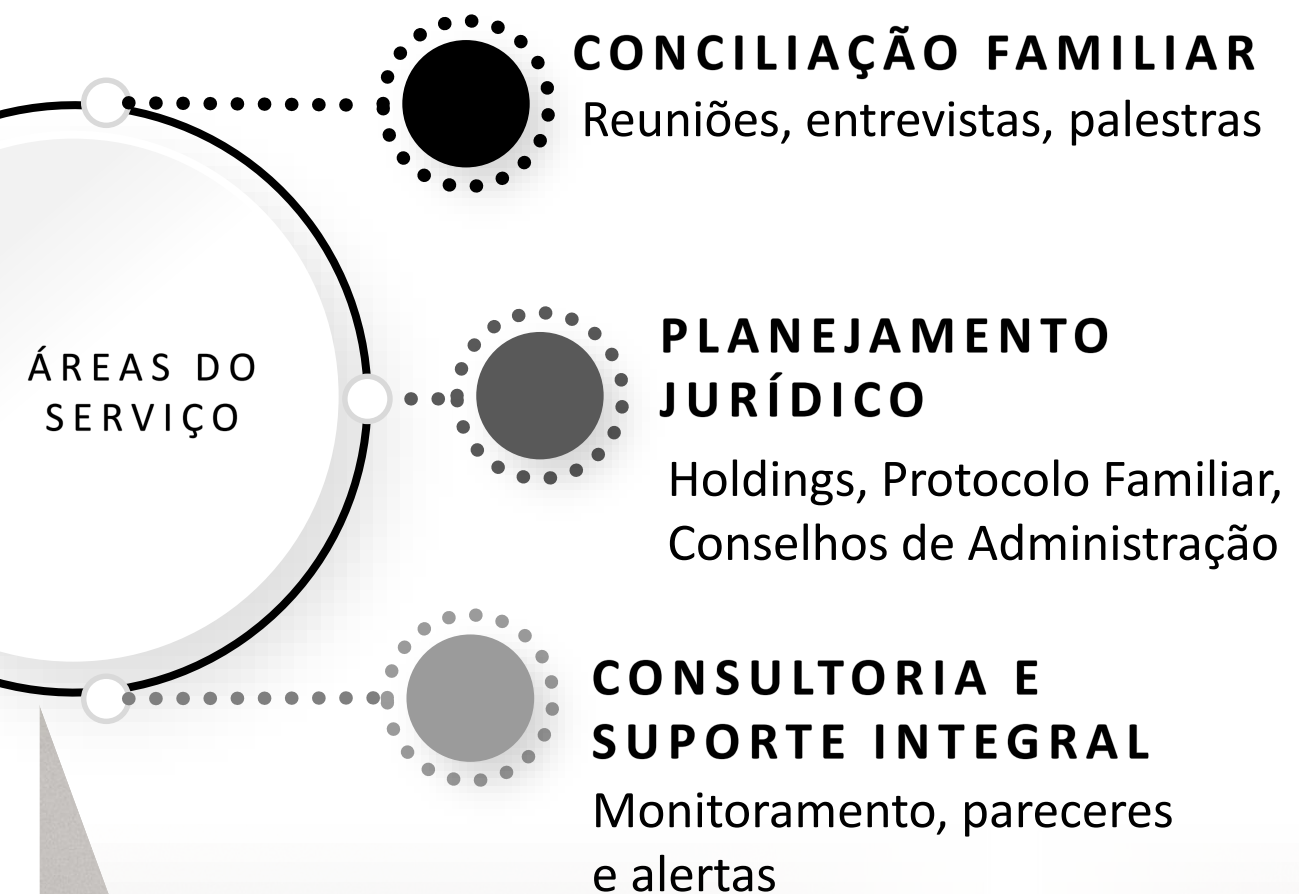 CONCILIAÇÃO FAMILIAR
Reuniões, entrevistas, palestras
ÁREAS DO
SERVIÇO
PLANEJAMENTO
JURÍDICO
Holdings, Protocolo Familiar,
Conselhos de Administração
CONSULTORIA E
SUPORTE INTEGRAL
Monitoramento, pareceres
e alertas